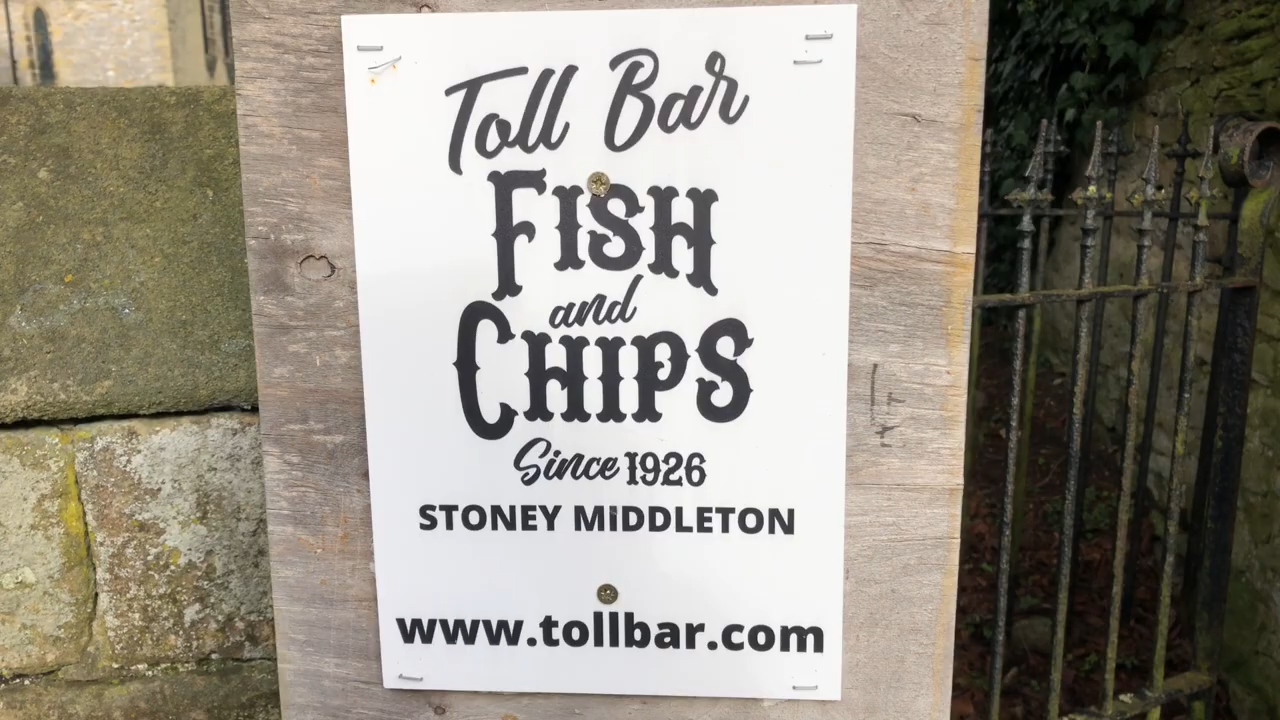 Toll Bar
FISH
and
CHIPS
Since 1926
STONEY MIDDLETON
www.tollbar.com